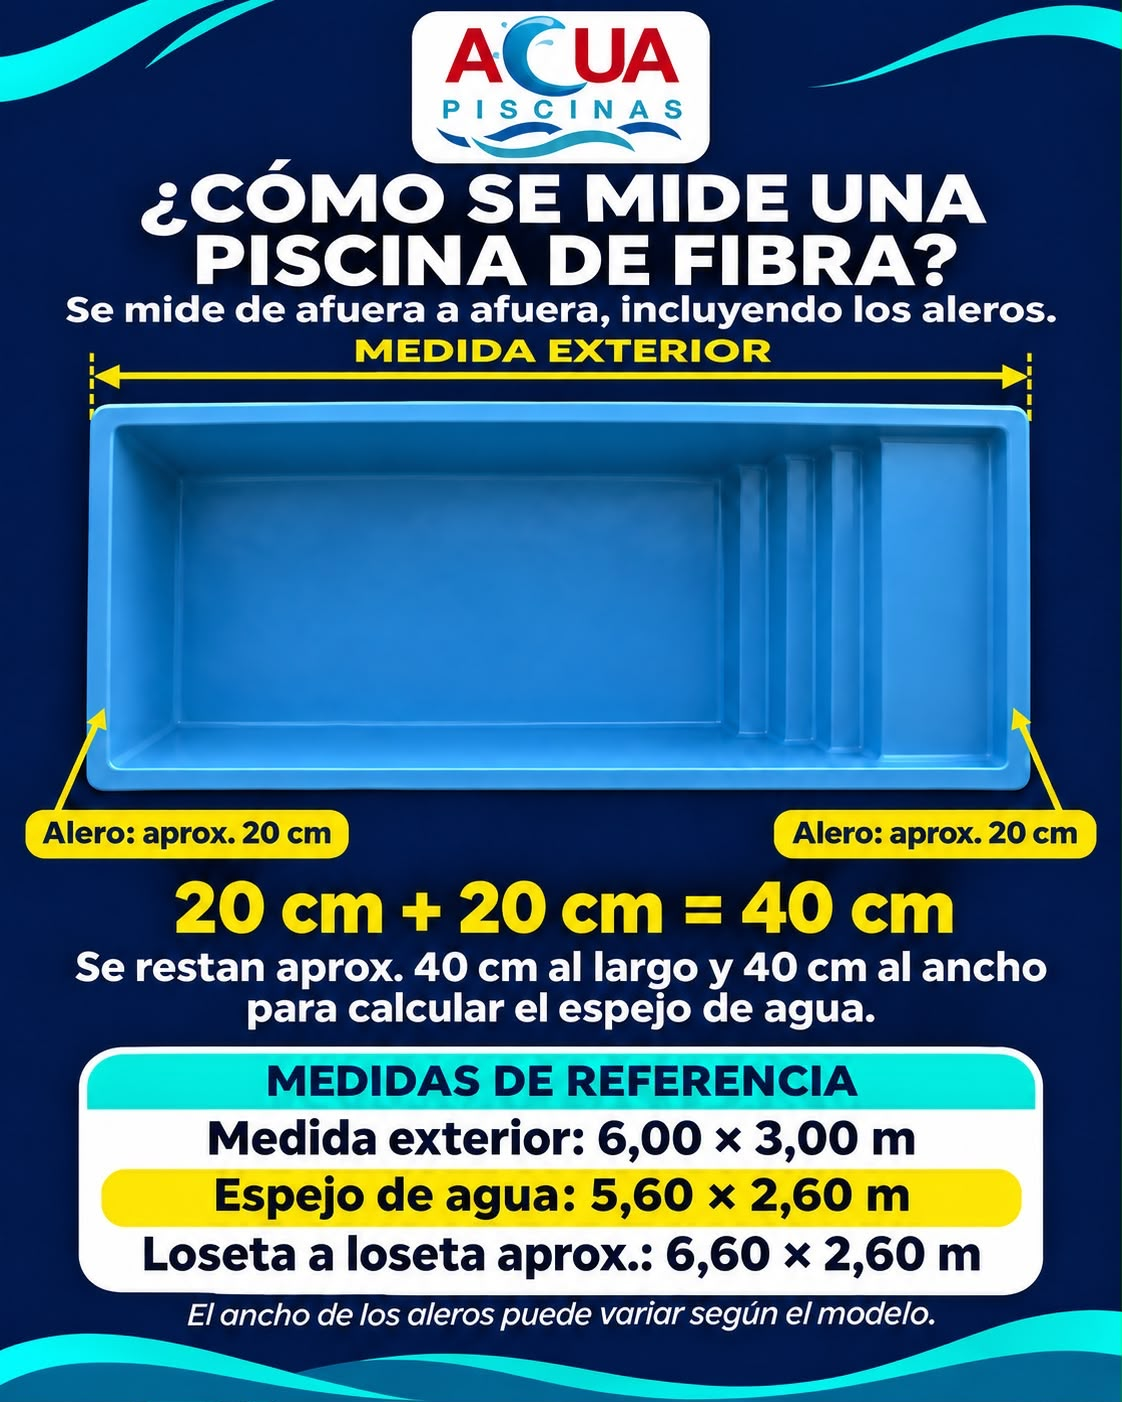 ACUA
PISCINAS
¿CÓMO SE MIDE UNA
PISCINA DE FIBRA?
Se mide de afuera a afuera, incluyendo los aleros.
MEDIDA EXTERIOR
Alero: aprox. 20 cm
Alero: aprox. 20 cm
20 cm + 20 cm = 40 cm
Se restan aprox. 40 cm al largo y 40 cm al ancho
para calcular el espejo de agua.
MEDIDAS DE REFERENCIA
Medida exterior: 6,00 × 3,00 m
Espejo de agua: 5,60 × 2,60 m
Loseta a loseta aprox.: 6,60 × 2,60 m
El ancho de los aleros puede variar según el modelo.